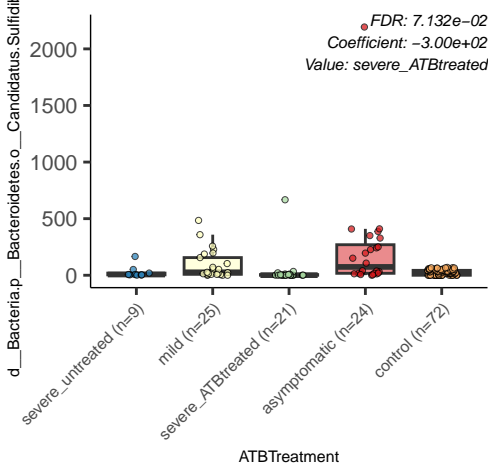 FDR: 7.132e−02
Coefficient: −3.00e+02
Value: severe_ATBtreated
d__Bacteria.p__Bacteroidetes.o__Candidatus.Sulfidib
2000
1500
1000
500
0
severe_untreated (n=9)
mild (n=25)
severe_ATBtreated (n=21)
asymptomatic (n=24)
control (n=72)
ATBTreatment